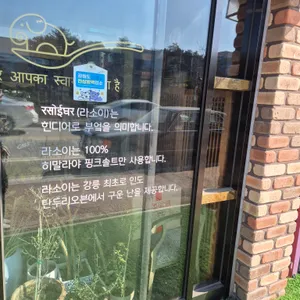 आपका स्वा
है
रसोईघर (라소이)는
힌디어로 부엌을 의미합니다.
라소이는 100%
히말라야 핑크솔트만 사용합니다.
라소이는 강릉 최초로 인도
탄두리오븐에서 구운 난을 제공합니다.